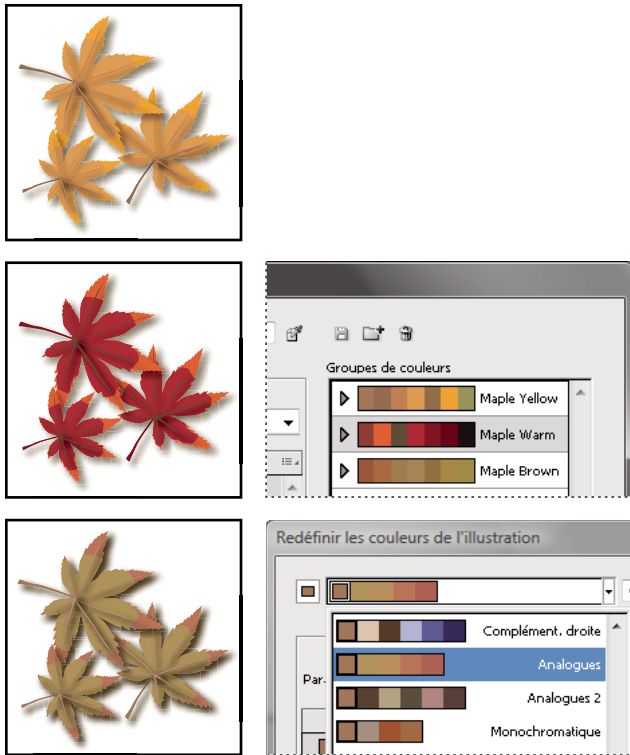 Groupes de couleurs
Maple Yellow
Maple Warm
Maple Brown
Redéfinir les couleurs de l'illustration
Complément. droite
Par.
Analogues
Analogues 2
Monochromatique